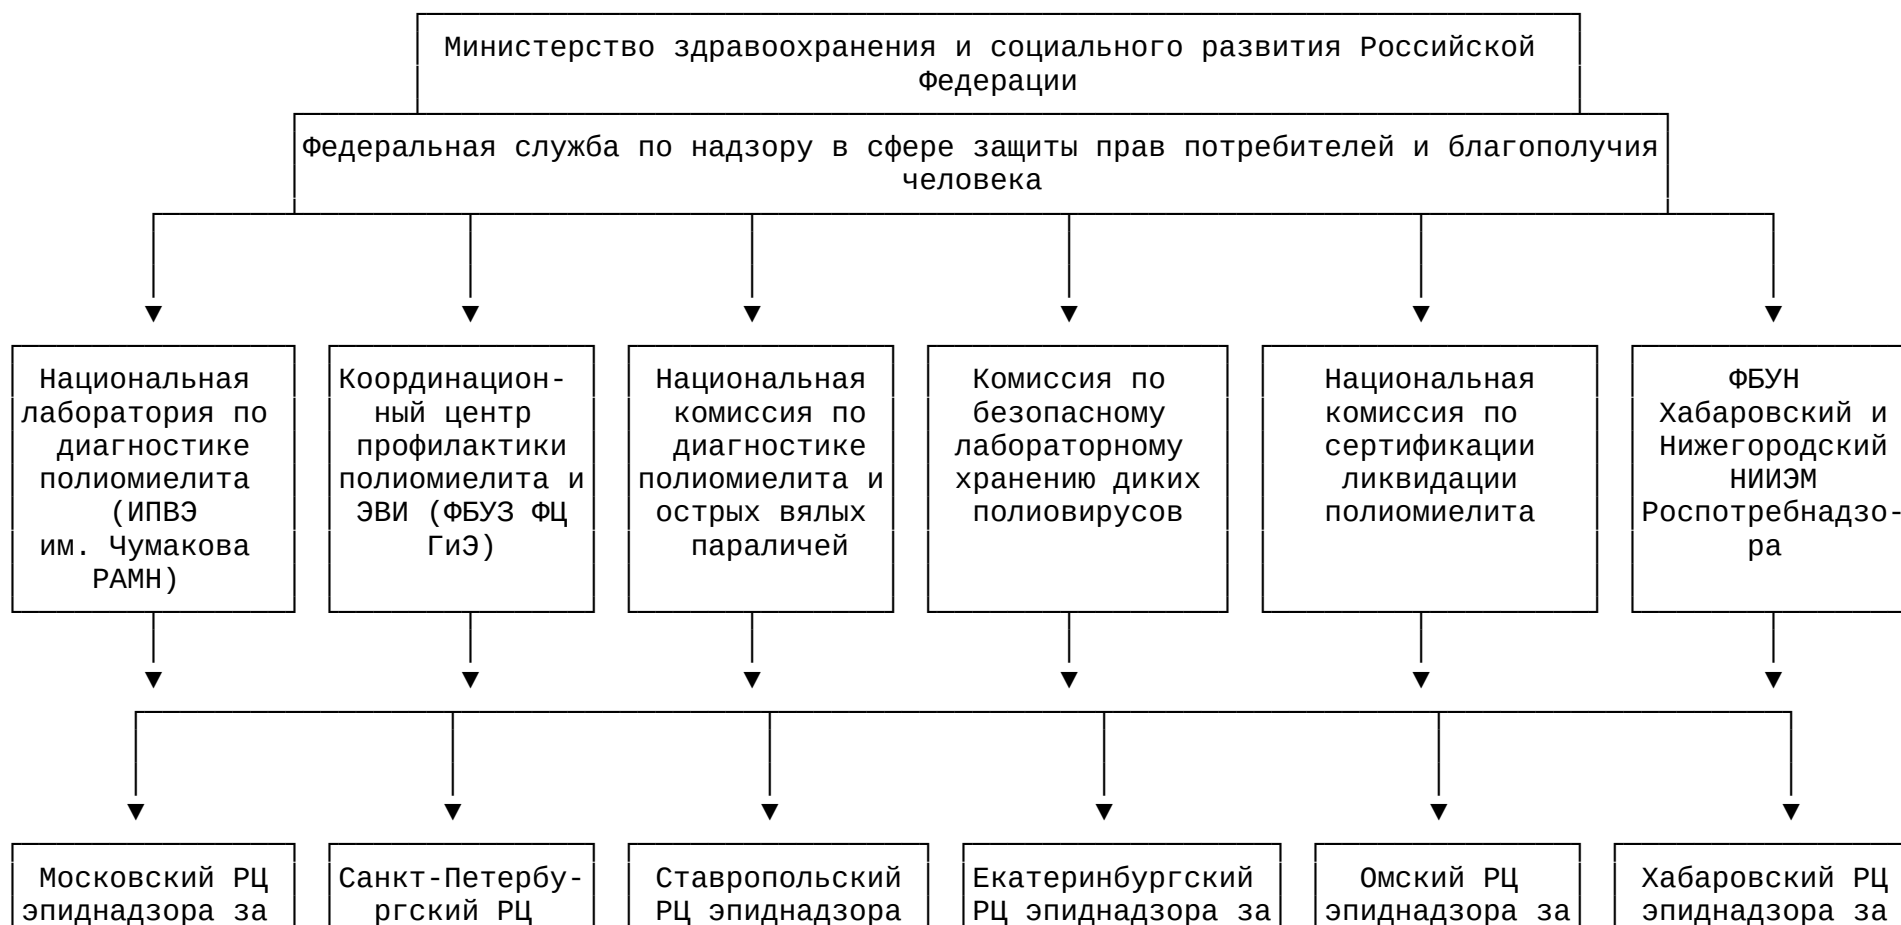 Министерство здравоохранения и социального развития Российской
Федерации
Федеральная служба по надзору в сфере защиты прав потребителей и благополучия
человека
Национальная
лаборатория по
диагностике
полиомиелита
(ИПВЭ
им. Чумакова
РАМН)
Координацион-
ный центр
профилактики
полиомиелита и
ЭВИ (ФБУЗ ФЦ
ГиЭ)
Национальная
комиссия по
диагностике
полиомиелита и
острых вялых
параличей
Комиссия по
безопасному
лабораторному
хранению диких
полиовирусов
Национальная
комиссия по
сертификации
ликвидации
полиомиелита
ФБУН
Хабаровский и
Нижегородский
НИИЭМ
Роспотребнадзо-
ра
Московский РЦ
эпиднадзора за
Санкт-Петербу-
ргский РЦ
Ставропольский
РЦ эпиднадзора
Екатеринбургский
РЦ эпиднадзора за
Омский РЦ
эпиднадзора за
Хабаровский РЦ
эпиднадзора за